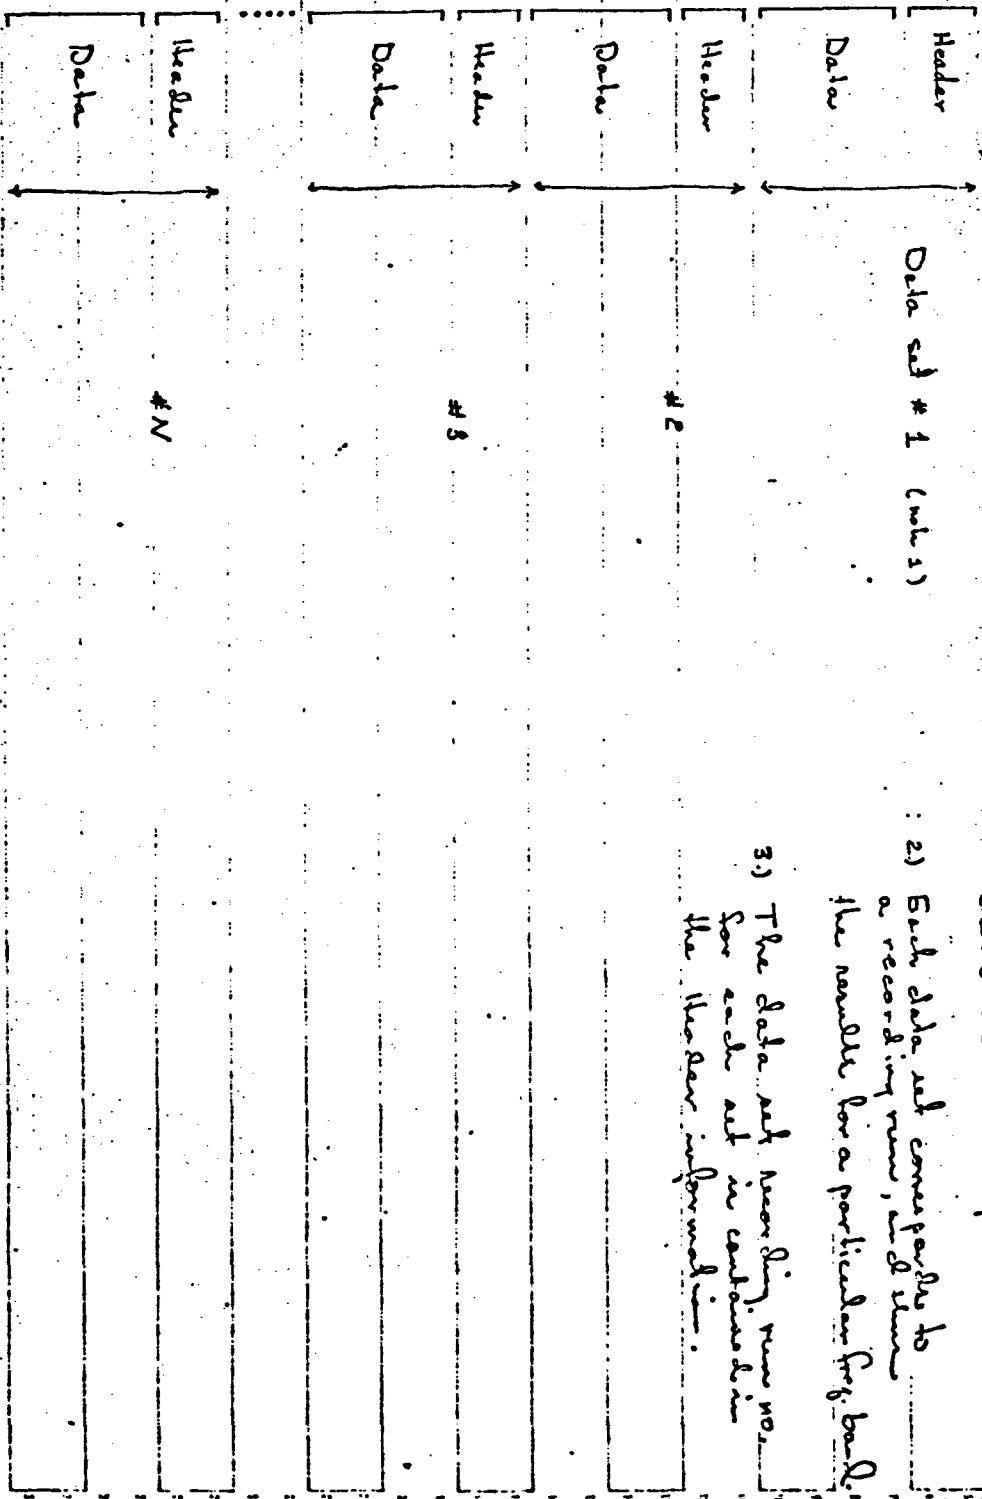 Header
Data
Data set # 1 (note 1)
Header
Data
# 2
Header
Data
# 3
.....
Header
Data
# N
2.) Each data set corresponds to
a recording run, and thus
the results for a particular freq. band.
3.) The data set recording run no.
for each set is contained in
the Header information.